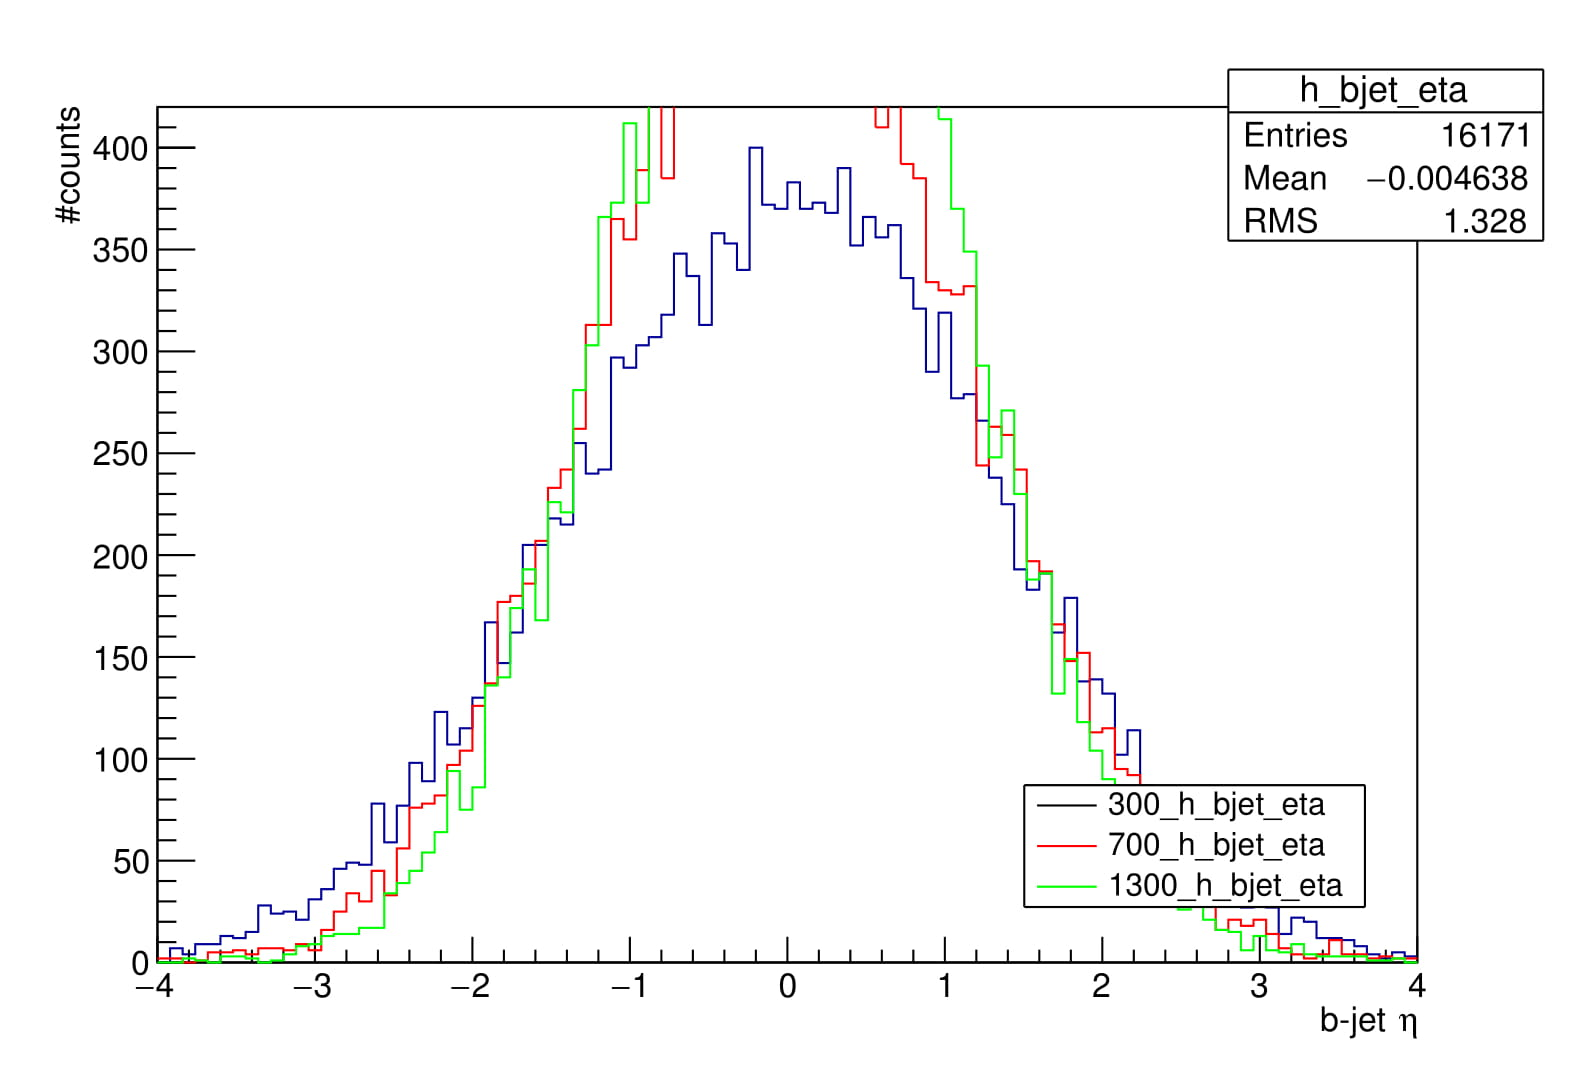 h_bjet_eta
Entries 16171
Mean −0.004638
RMS 1.328
#counts
400
350
300
250
200
150
100
50
0
−4 −3 −2 −1 0 1 2 3 4
b-jet η
300_h_bjet_eta
700_h_bjet_eta
1300_h_bjet_eta